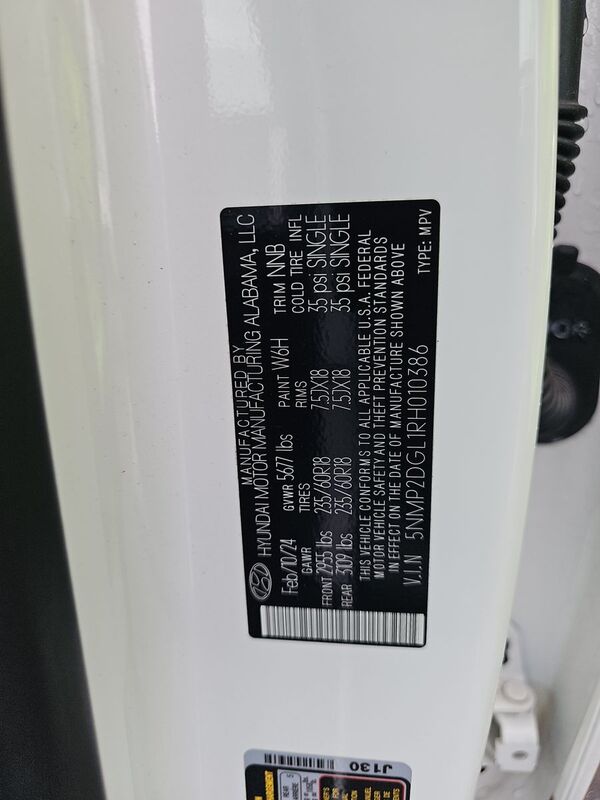 MANUFACTURED BY
HYUNDAI MOTOR MANUFACTURING ALABAMA, LLC
Feb/10/24 GVWR 5677 lbs PAINT W6H TRIM NNB
GAWR TIRES RIMS COLD TIRE INFL
FRONT 2955 lbs 235/60R18 7.5JX18 35 psi SINGLE
REAR 3109 lbs 235/60R18 7.5JX18 35 psi SINGLE
THIS VEHICLE CONFORMS TO ALL APPLICABLE U.S.A. FEDERAL
MOTOR VEHICLE SAFETY AND THEFT PREVENTION STANDARDS
IN EFFECT ON THE DATE OF MANUFACTURE SHOWN ABOVE
V.I.N 5NMP2DGL1RH010386 TYPE: MPV
J130
REAR